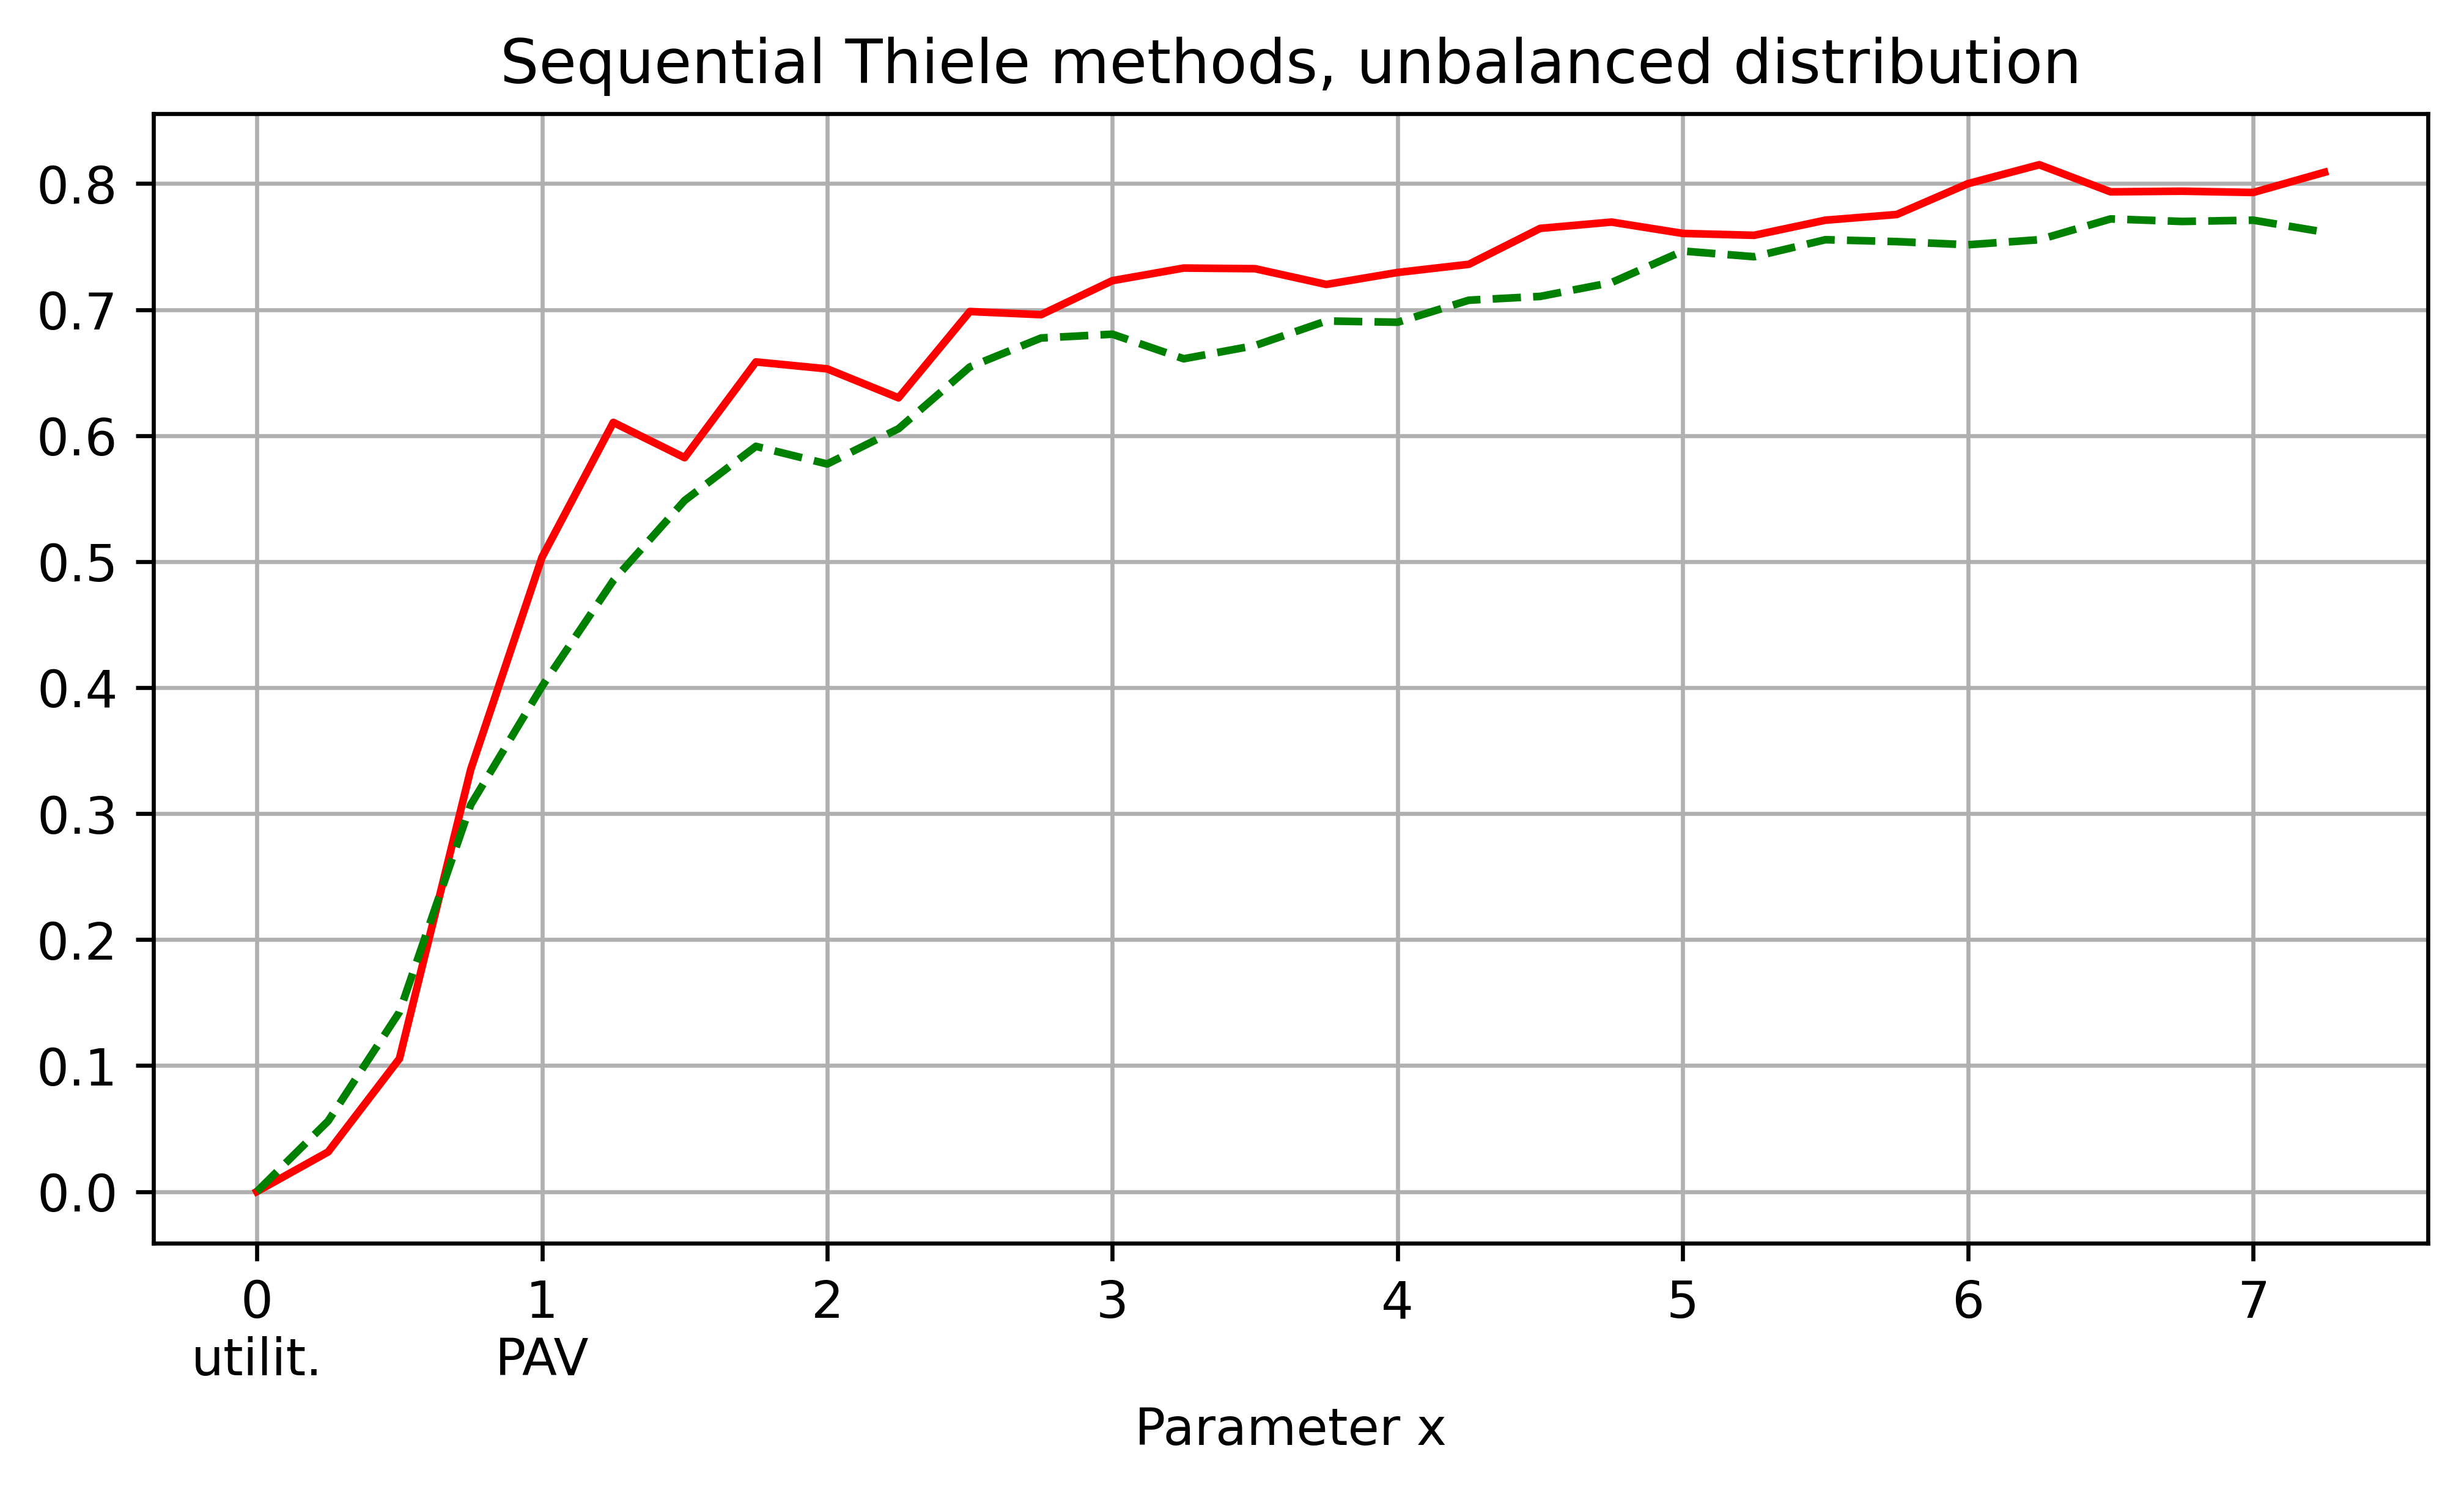 Sequential Thiele methods, unbalanced distribution
0.8
0.7
0.6
0.5
0.4
0.3
0.2
0.1
0.0
0 1 2 3 4 5 6 7
utilit. PAV
Parameter x